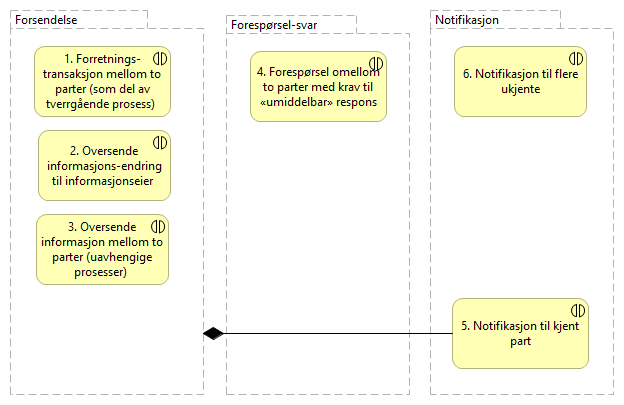 Forsendelse
1. Forretnings-
transaksjon mellom to
parter (som del av
tverrgående prosess)
2. Oversende
informasjons-endring
til informasjonseier
3. Oversende
informasjon mellom to
parter (uavhengige
prosesser)
Forespørsel-svar
4. Forespørsel omellom
to parter med krav til
«umiddelbar» respons
Notifikasjon
6. Notifikasjon til flere
ukjente
5. Notifikasjon til kjent
part